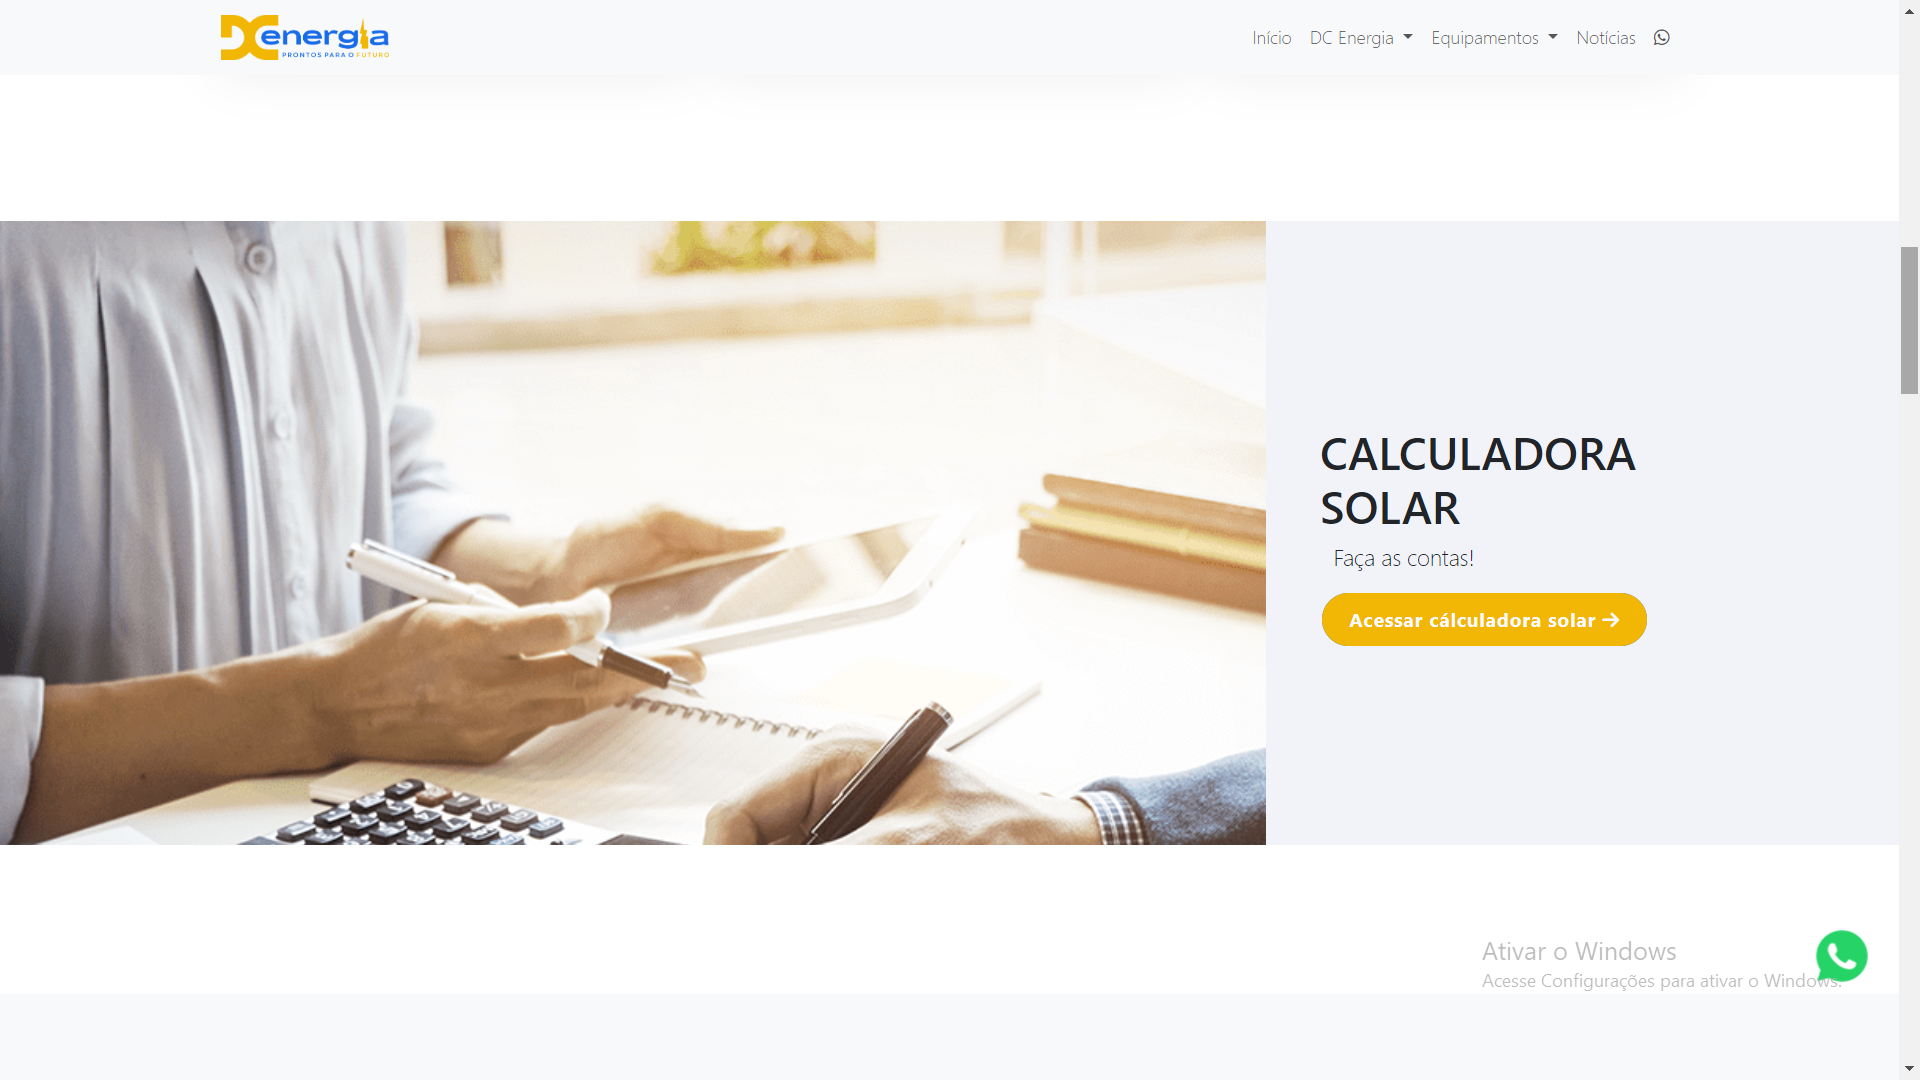 DC energia
PRONTOS PARA O FUTURO
Início
DC Energia
Equipamentos
Notícias
CALCULADORA
SOLAR
Faça as contas!
Acessar cálculadora solar →
Ativar o Windows
Acesse Configurações para ativar o Windows.